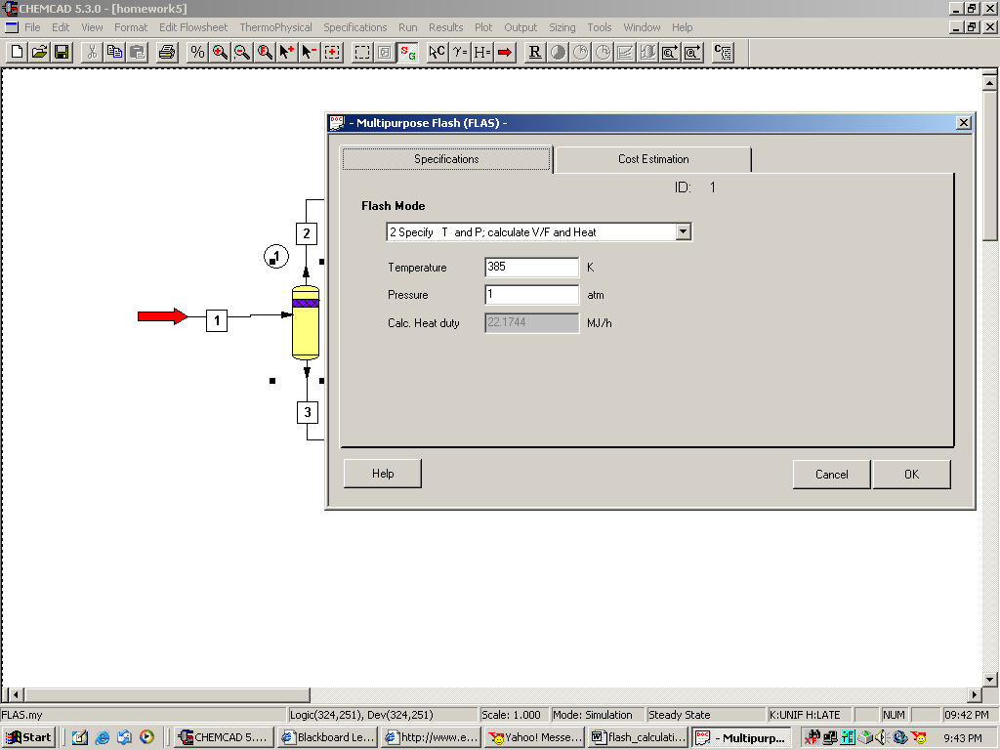 CHEMCAD 5.3.0 - [homework5]
File Edit View Format Edit Flowsheet ThermoPhysical Specifications Run Results Plot Output Sizing Tools Window Help
% S G C γ= H= R C
- Multipurpose Flash (FLAS) -
Specifications Cost Estimation
ID: 1
Flash Mode
2 Specify T and P; calculate V/F and Heat
Temperature 385 K
Pressure 1 atm
Calc. Heat duty 22.1744 MJ/h
Help Cancel OK
2
1
1
3
FLAS.my Logic(324,251), Dev(324,251) Scale: 1.000 Mode: Simulation Steady State K:UNIF H:LATE NUM 09:42 PM
Start CHEMCAD 5.... Blackboard Le... http://www.e... Yahoo! Messe... flash_calculati... - Multipurp... 9:43 PM